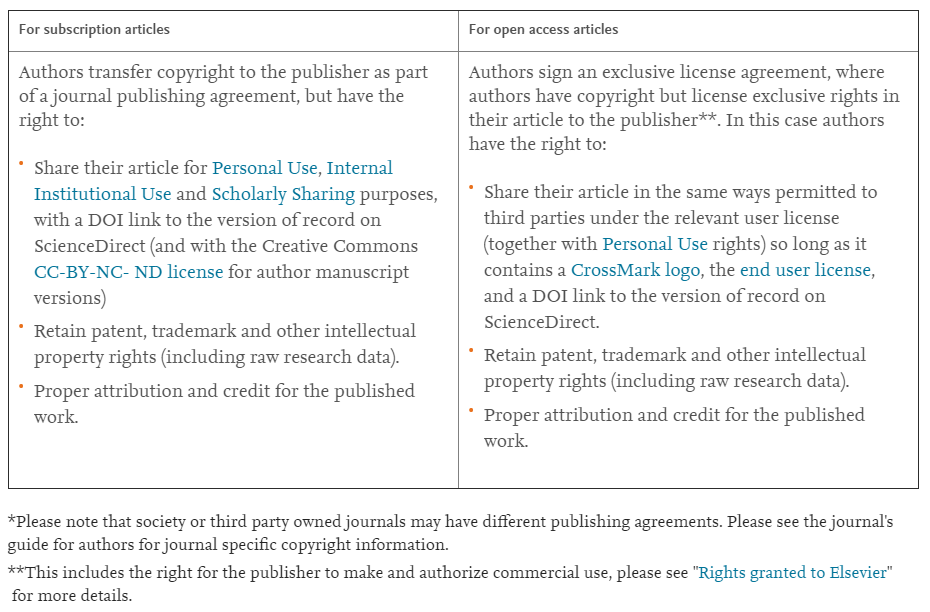 For subscription articles
Authors transfer copyright to the publisher as part
of a journal publishing agreement, but have the
right to:
• Share their article for Personal Use, Internal
Institutional Use and Scholarly Sharing purposes,
with a DOI link to the version of record on
ScienceDirect (and with the Creative Commons
CC-BY-NC- ND license for author manuscript
versions)
• Retain patent, trademark and other intellectual
property rights (including raw research data).
• Proper attribution and credit for the published
work.
For open access articles
Authors sign an exclusive license agreement, where
authors have copyright but license exclusive rights in
their article to the publisher**. In this case authors
have the right to:
• Share their article in the same ways permitted to
third parties under the relevant user license
(together with Personal Use rights) so long as it
contains a CrossMark logo, the end user license,
and a DOI link to the version of record on
ScienceDirect.
• Retain patent, trademark and other intellectual
property rights (including raw research data).
• Proper attribution and credit for the published
work.
*Please note that society or third party owned journals may have different publishing agreements. Please see the journal's
guide for authors for journal specific copyright information.
**This includes the right for the publisher to make and authorize commercial use, please see "Rights granted to Elsevier"
for more details.